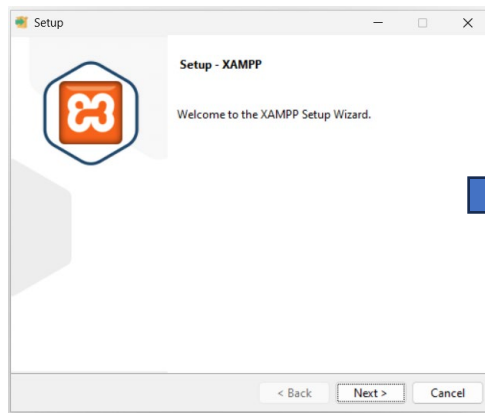 Setup
Setup - XAMPP
Welcome to the XAMPP Setup Wizard.
< Back
Next >
Cancel